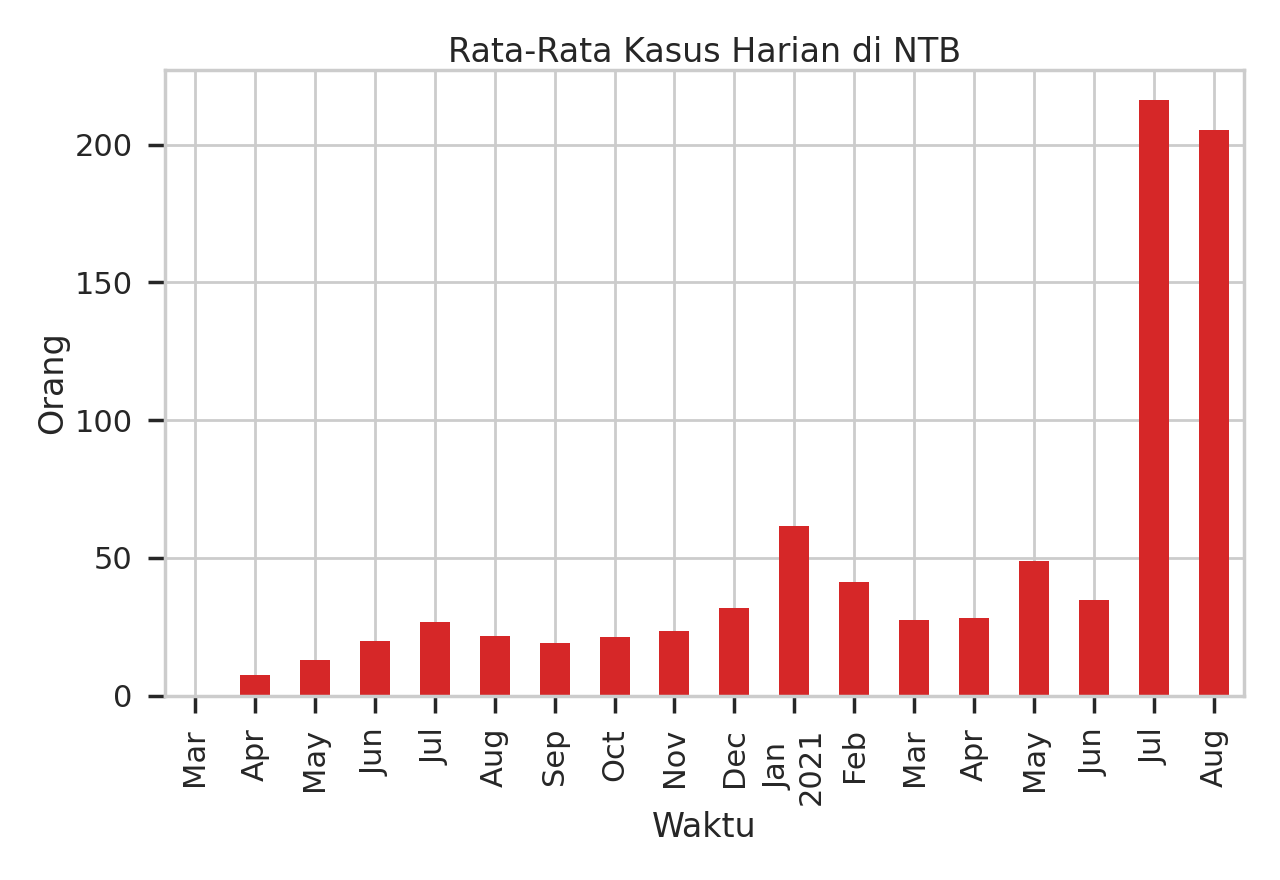 Rata-Rata Kasus Harian di NTB
Orang
200
150
100
50
0
Mar
Apr
May
Jun
Jul
Aug
Sep
Oct
Nov
Dec
Jan
2021
Feb
Mar
Apr
May
Jun
Jul
Aug
Waktu